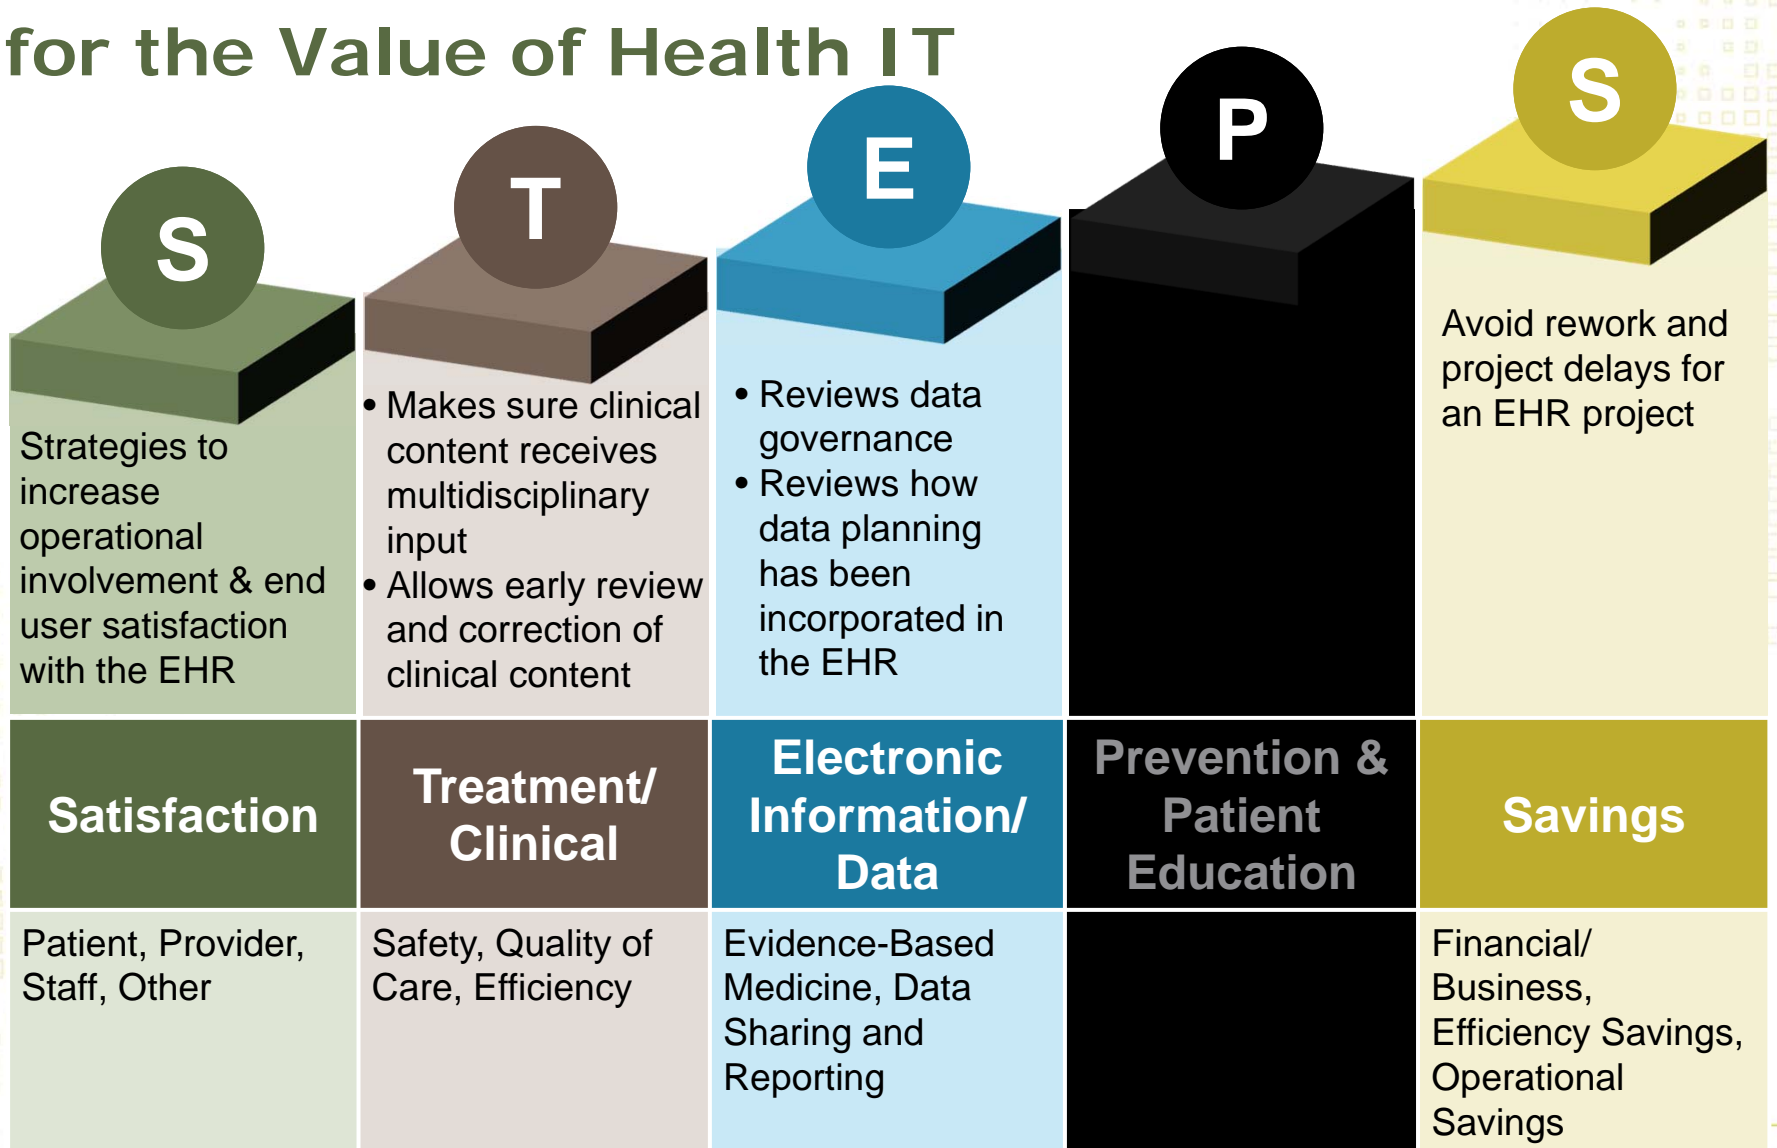 for the Value of Health IT
S
T
E
P
S
Strategies to
increase
operational
involvement & end
user satisfaction
with the EHR
• Makes sure clinical
content receives
multidisciplinary
input
• Allows early review
and correction of
clinical content
• Reviews data
governance
• Reviews how
data planning
has been
incorporated in
the EHR
Avoid rework and
project delays for
an EHR project
Satisfaction
Treatment/
Clinical
Electronic
Information/
Data
Prevention &
Patient
Education
Savings
Patient, Provider,
Staff, Other
Safety, Quality of
Care, Efficiency
Evidence-Based
Medicine, Data
Sharing and
Reporting
Financial/
Business,
Efficiency Savings,
Operational
Savings